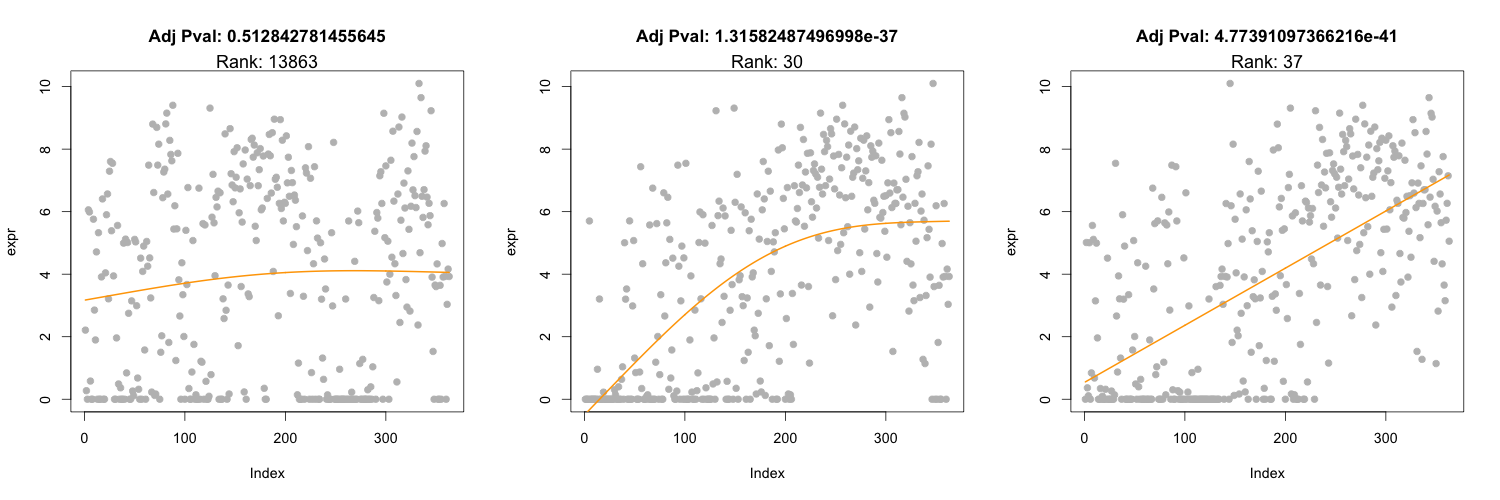 Adj Pval: 0.512842781455645
Rank: 13863
expr
0 2 4 6 8 10
0 100 200 300
Index
Adj Pval: 1.31582487496998e-37
Rank: 30
expr
0 2 4 6 8 10
0 100 200 300
Index
Adj Pval: 4.77391097366216e-41
Rank: 37
expr
0 2 4 6 8 10
0 100 200 300
Index